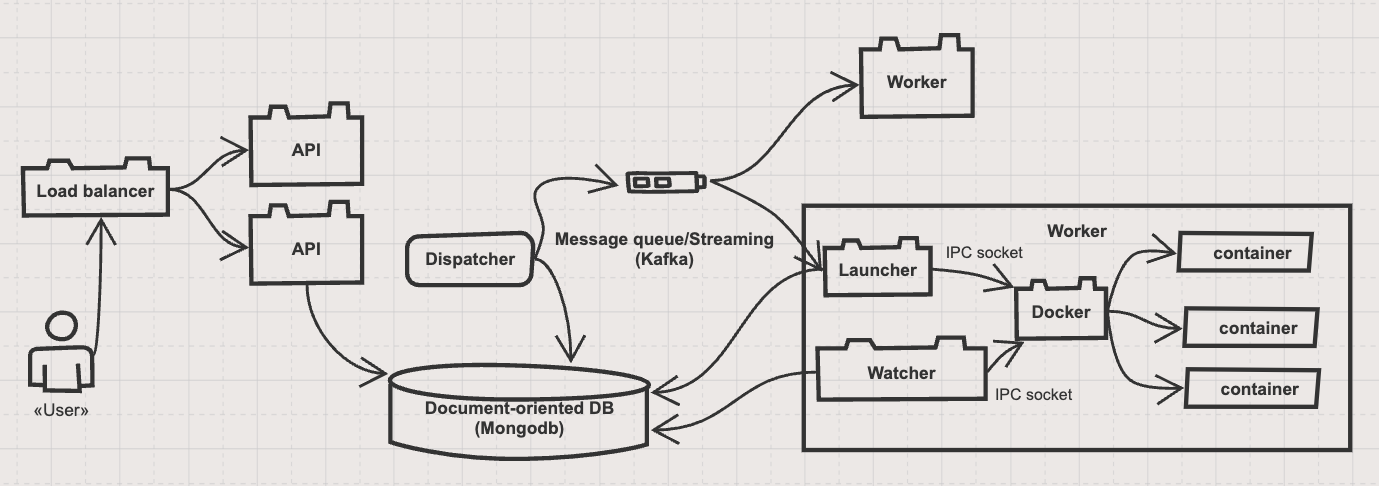 Worker
API
Load balancer
API
Worker
Message queue/Streaming
(Kafka)
Dispatcher
IPC socket
Launcher
container
Docker
container
Watcher
IPC socket
container
«User»
Document-oriented DB
(Mongodb)